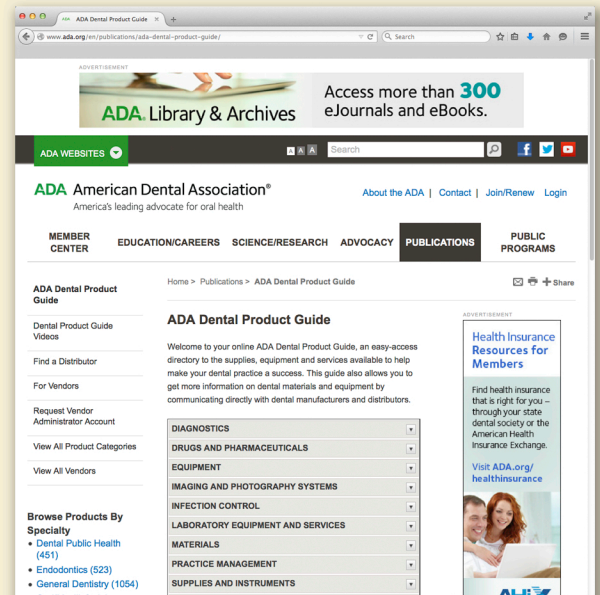 ADA Dental Product Guide
www.ada.org/en/publications/ada-dental-product-guide/
Search
ADVERTISEMENT
ADA. Library & Archives
Access more than 300
eJournals and eBooks.
ADA WEBSITES
A A A
Search
ADA American Dental Association®
America's leading advocate for oral health
About the ADA | Contact | Join/Renew Login
MEMBER
CENTER
EDUCATION/CAREERS
SCIENCE/RESEARCH
ADVOCACY
PUBLICATIONS
PUBLIC
PROGRAMS
ADA Dental Product
Guide
Dental Product Guide
Videos
Find a Distributor
For Vendors
Request Vendor
Administrator Account
View All Product Categories
View All Vendors
Browse Products By
Specialty
• Dental Public Health
(451)
• Endodontics (523)
• General Dentistry (1054)
Home > Publications > ADA Dental Product Guide
Share
ADA Dental Product Guide
Welcome to your online ADA Dental Product Guide, an easy-access
directory to the supplies, equipment and services available to help
make your dental practice a success. This guide also allows you to
get more information on dental materials and equipment by
communicating directly with dental manufacturers and distributors.
DIAGNOSTICS
DRUGS AND PHARMACEUTICALS
EQUIPMENT
IMAGING AND PHOTOGRAPHY SYSTEMS
INFECTION CONTROL
LABORATORY EQUIPMENT AND SERVICES
MATERIALS
PRACTICE MANAGEMENT
SUPPLIES AND INSTRUMENTS
ADVERTISEMENT
Health Insurance
Resources for
Members
Find health insurance
that is right for you –
through your state
dental society or the
American Health
Insurance Exchange.
Visit ADA.org/
healthinsurance